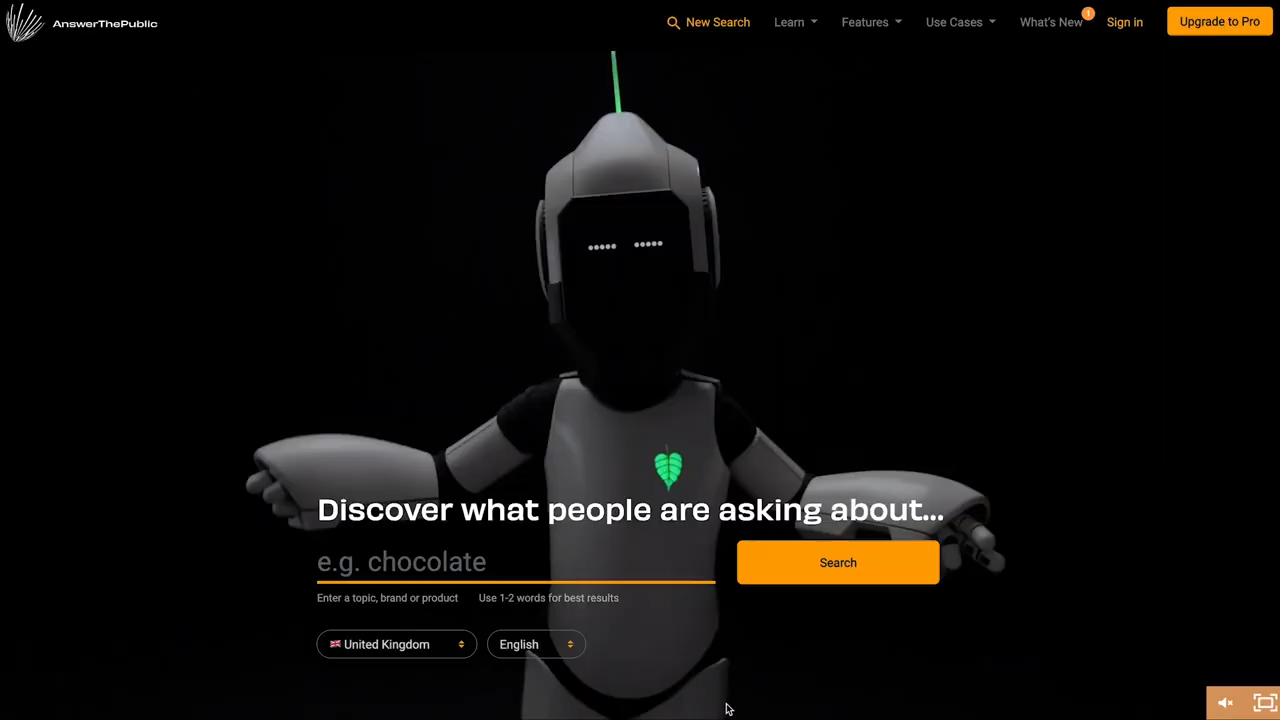 AnswerThePublic
New Search
Learn
Features
Use Cases
What's New
1
Sign in
Upgrade to Pro
Discover what people are asking about...
e.g. chocolate
Search
Enter a topic, brand or product
Use 1-2 words for best results
United Kingdom
English